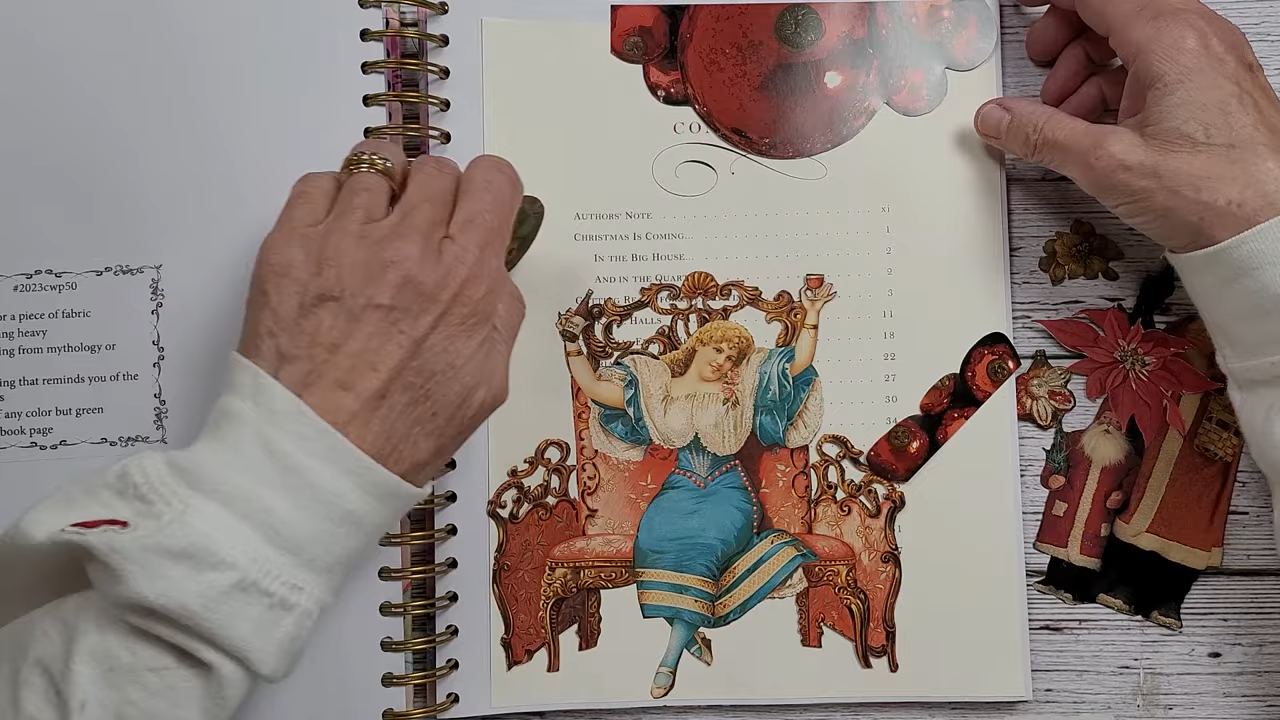 #2023cwp50
or a piece of fabric
ing heavy
ing from mythology or
ing that reminds you of the
s
f any color but green
book page
CO
AUTHORS' NOTE . . . . . . . . . . . . . . . . . . . . xi
CHRISTMAS IS COMING... . . . . . . . . . . . . . . . . 1
IN THE BIG HOUSE... . . . . . . . . . . . . . . . . 2
AND IN THE QUART . . . . . . . 2
3
HALLS 11
18
22
27
30
34